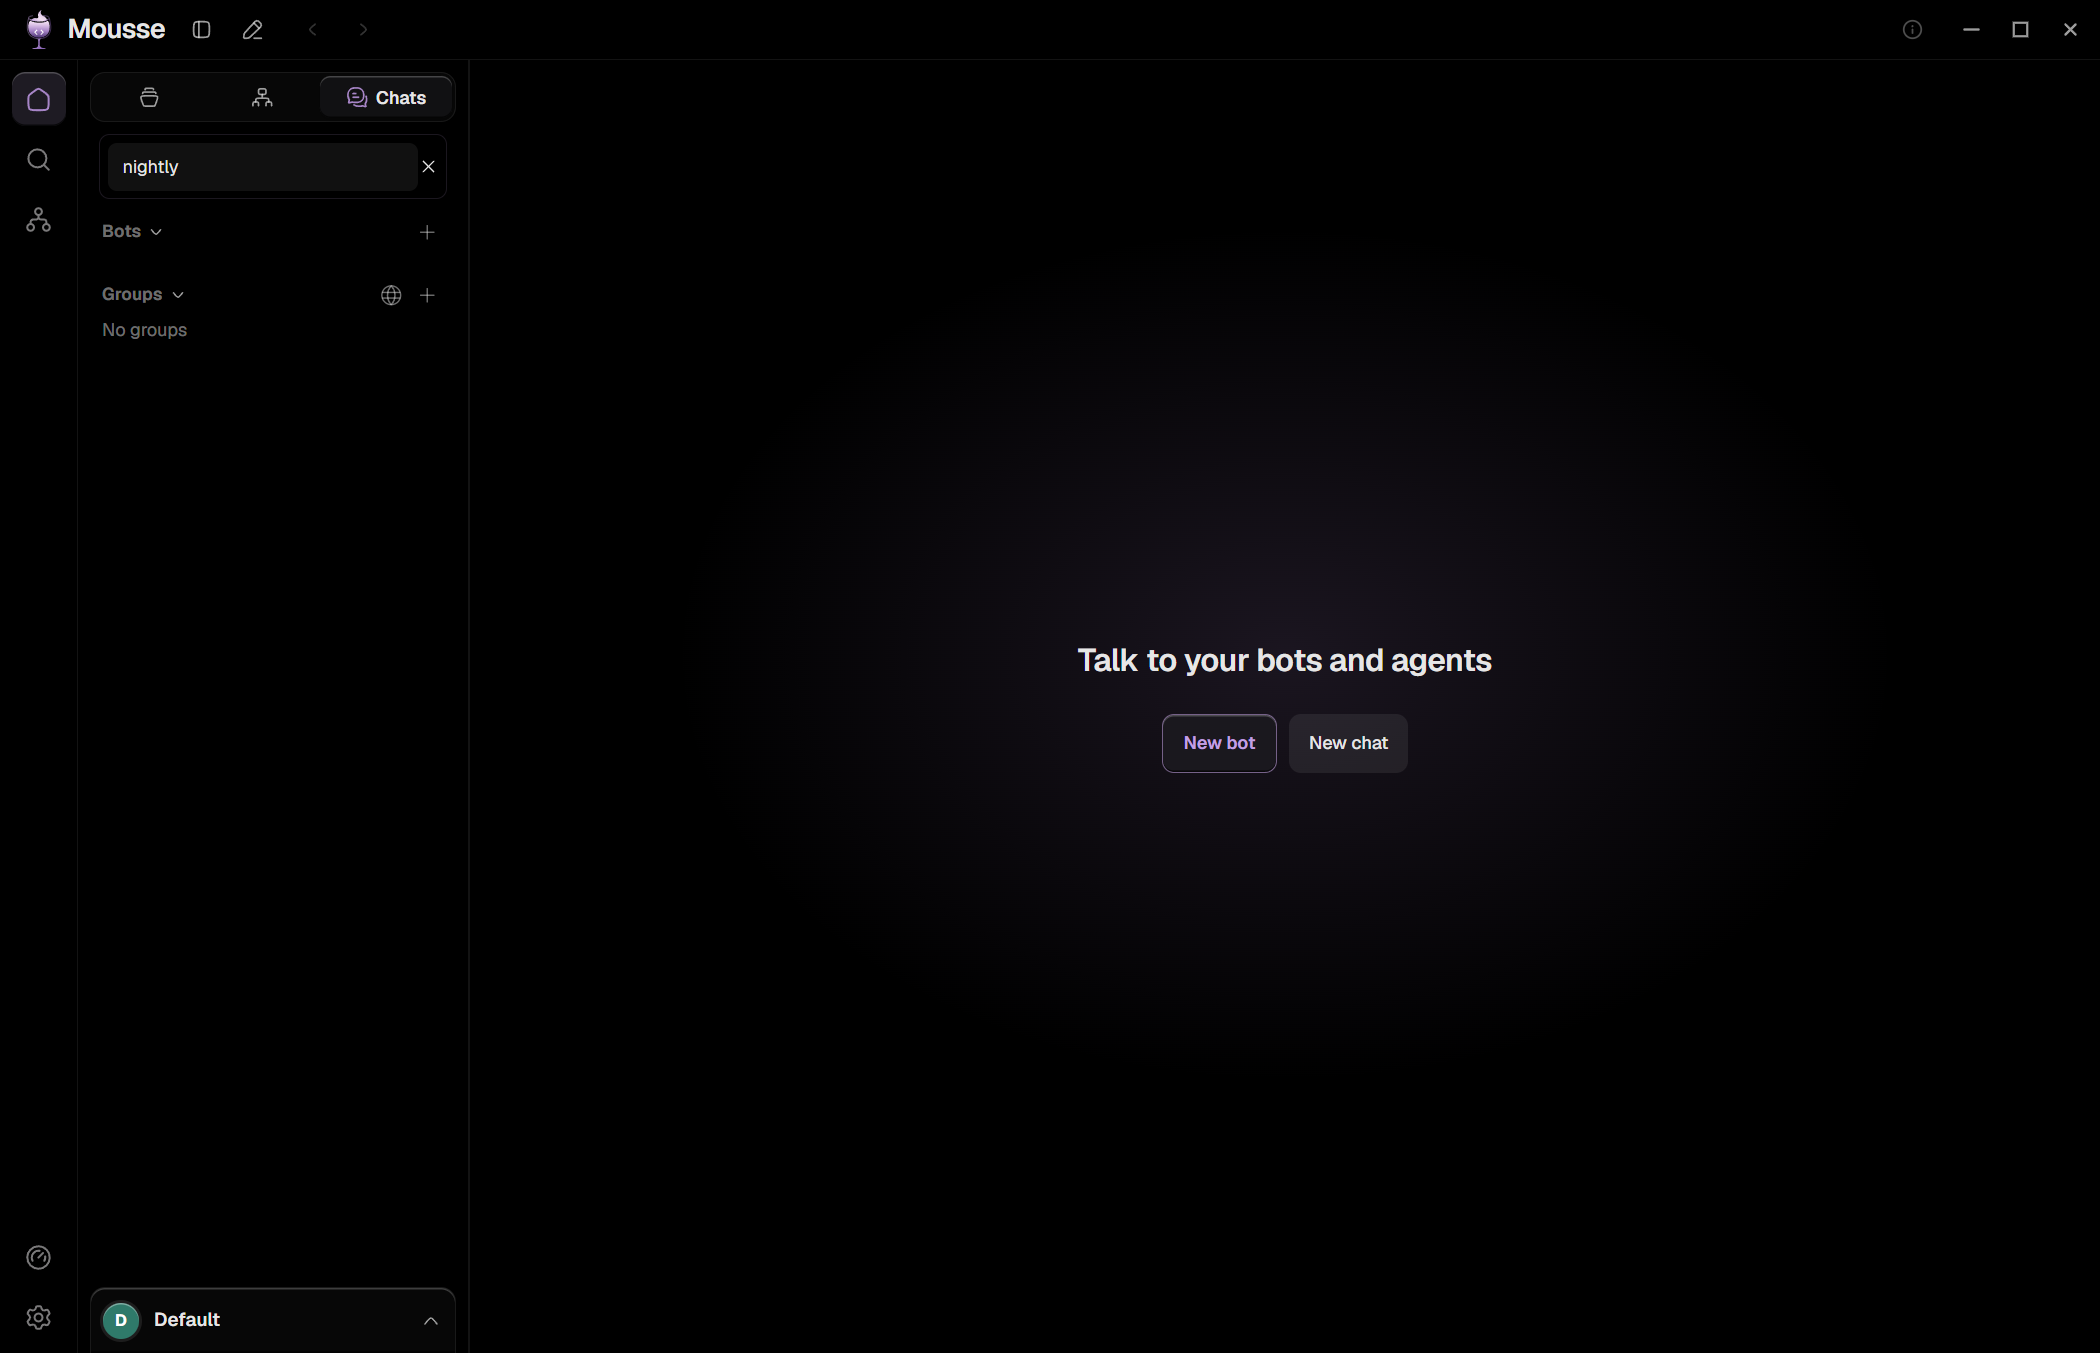 Mousse
Chats
nightly
Bots
Groups
No groups
Talk to your bots and agents
New bot
New chat
D
Default